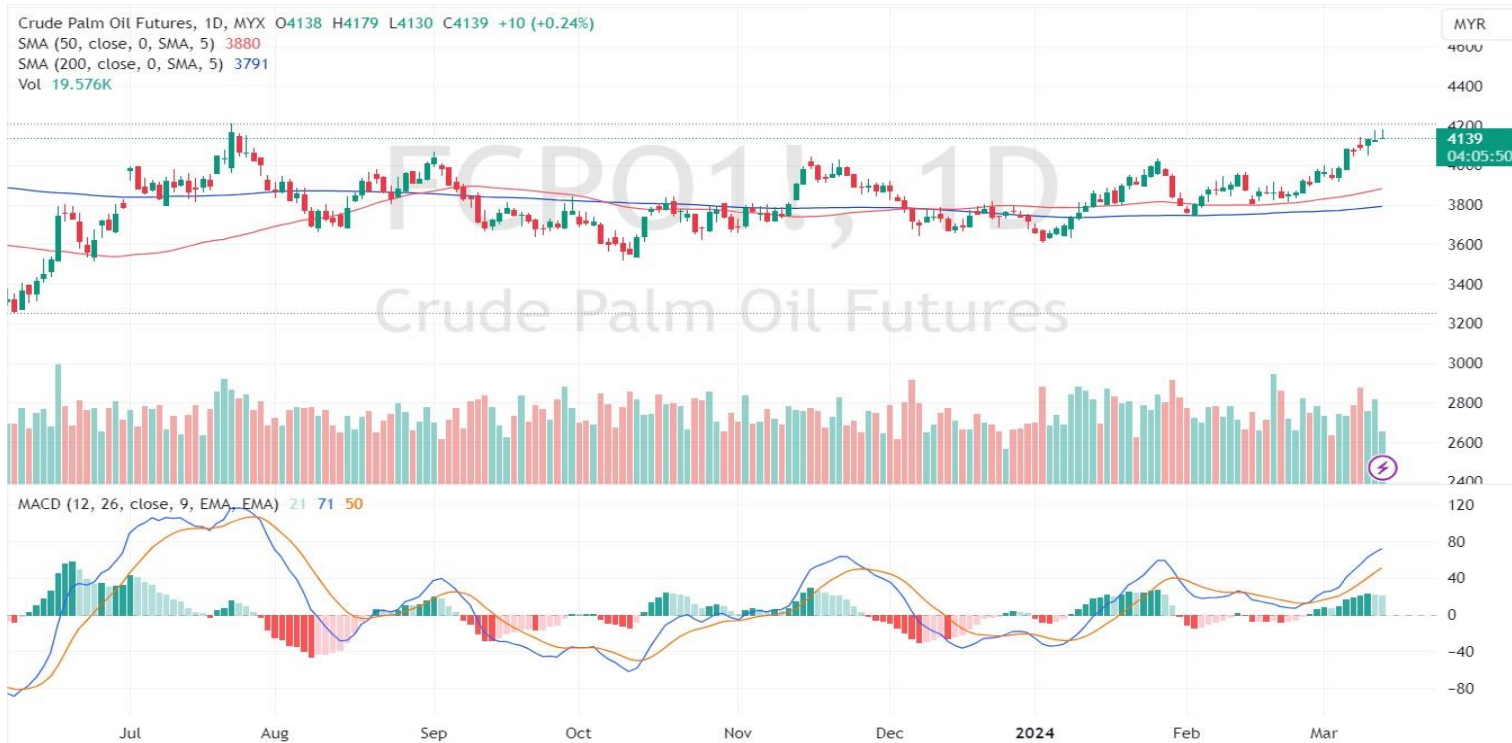 Crude Palm Oil Futures, 1D, MYX O4138 H4179 L4130 C4139 +10 (+0.24%)
SMA (50, close, 0, SMA, 5) 3880
SMA (200, close, 0, SMA, 5) 3791
Vol 19.576K
MYR
4600
4400
4200
4139
04:05:50
4000
3800
3600
3400
3200
3000
2800
2600
2400
FCPO1!, 1D
Crude Palm Oil Futures
MACD (12, 26, close, 9, EMA, EMA) 21 71 50
120
80
40
0
−40
−80
Jul Aug Sep Oct Nov Dec 2024 Feb Mar